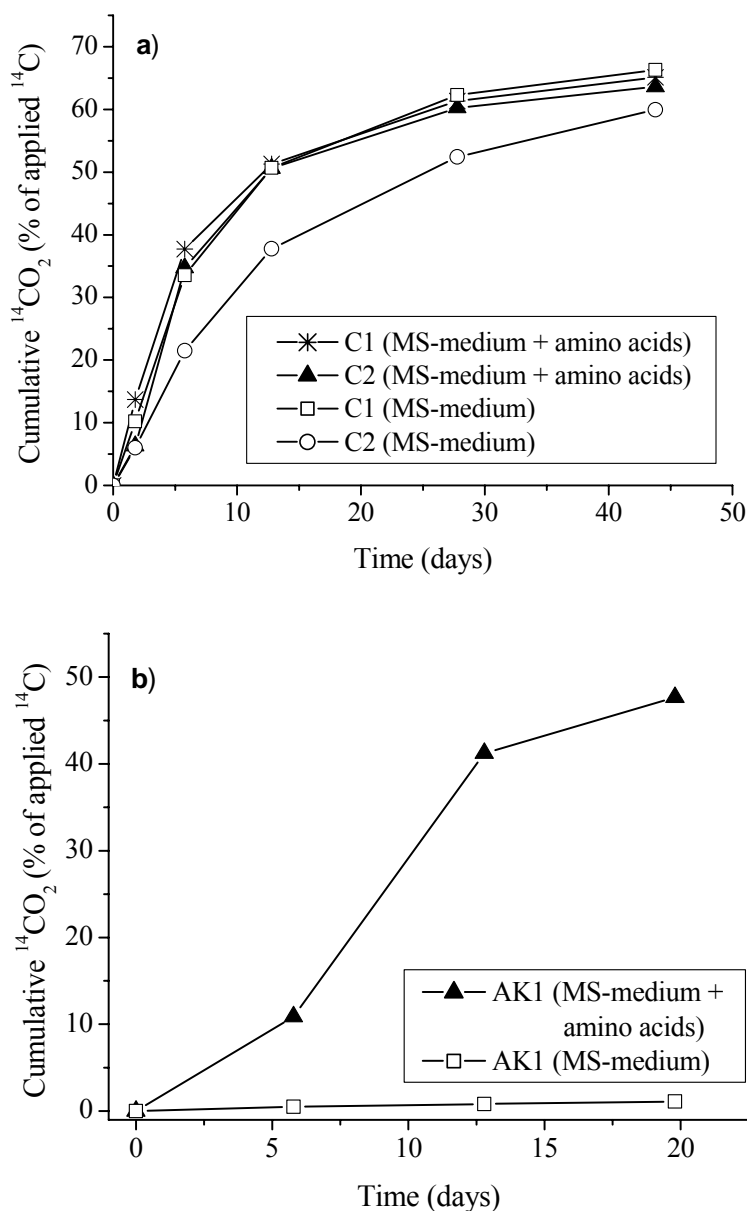 a)
Cumulative ¹⁴CO₂ (% of applied ¹⁴C)
70
60
50
40
30
20
10
0
C1 (MS-medium + amino acids)
C2 (MS-medium + amino acids)
C1 (MS-medium)
C2 (MS-medium)
0 10 20 30 40 50
Time (days)
b)
Cumulative ¹⁴CO₂ (% of applied ¹⁴C)
50
40
30
20
10
0
AK1 (MS-medium +
amino acids)
AK1 (MS-medium)
0 5 10 15 20
Time (days)